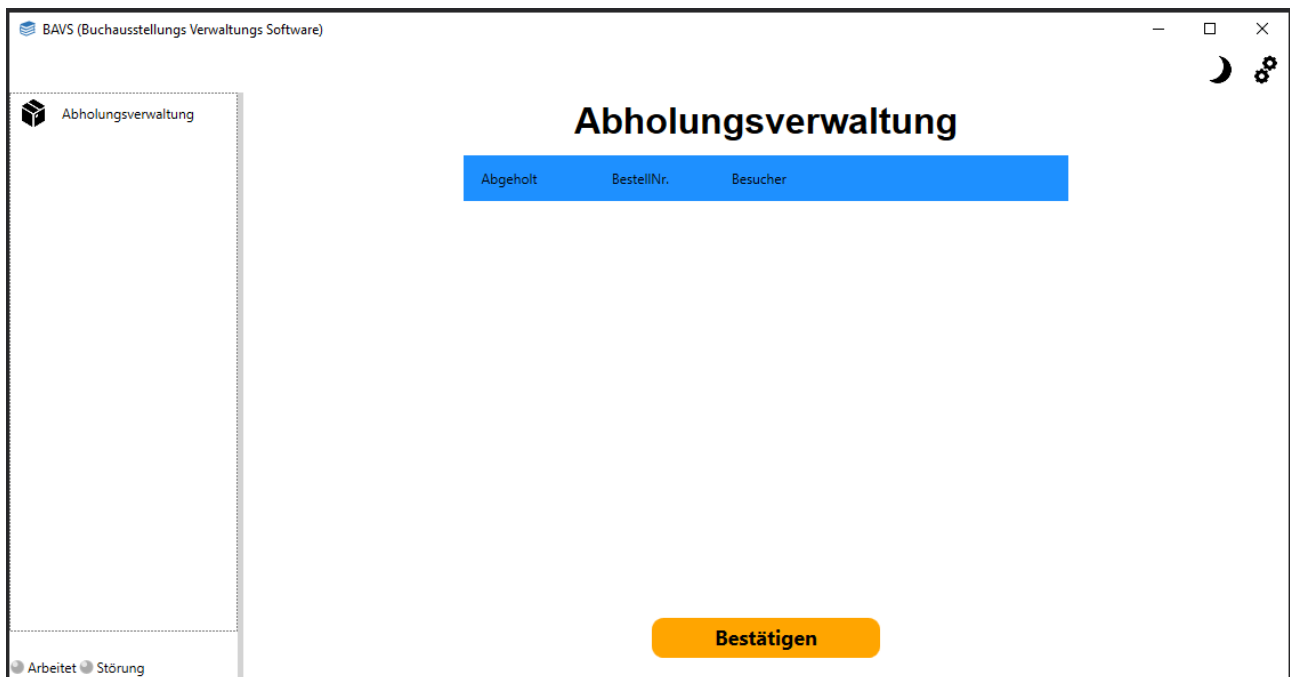 BAVS (Buchausstellungs Verwaltungs Software)
Abholungsverwaltung
Abholungsverwaltung
Abgeholt BestellNr. Besucher
Bestätigen
Arbeitet Störung